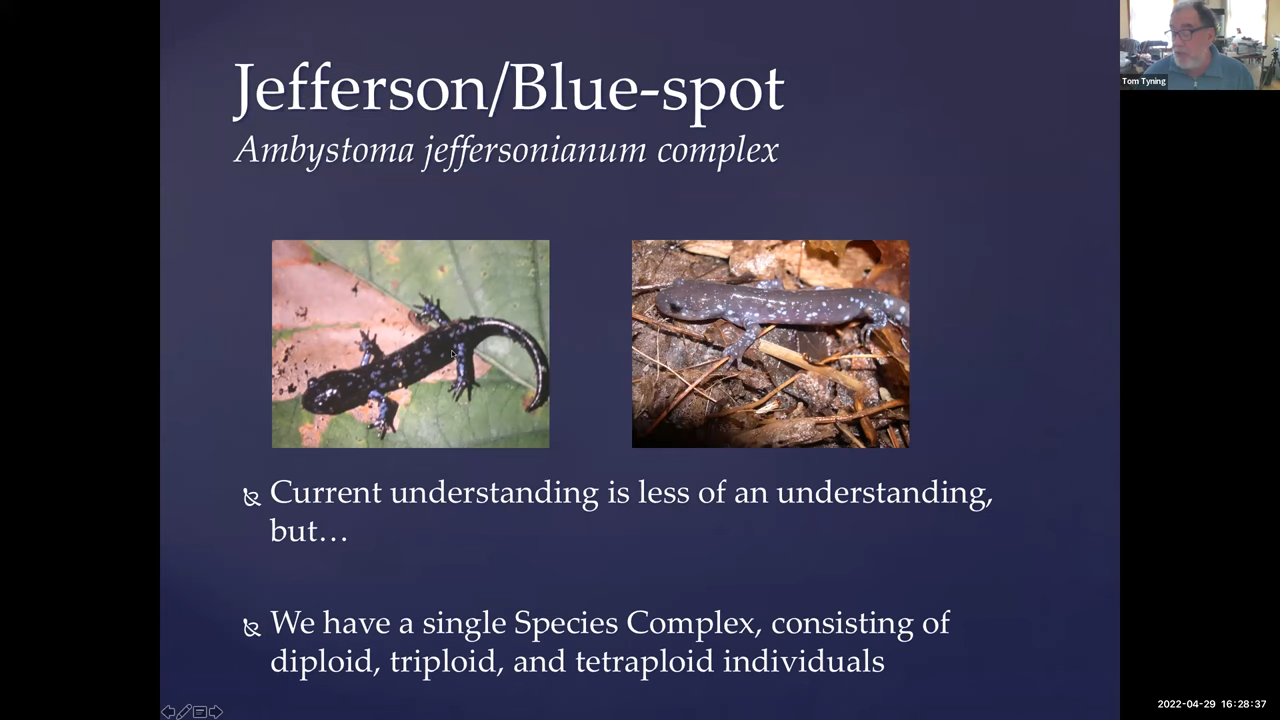 Jefferson/Blue-spot
Ambystoma jeffersonianum complex
Tom Tyning
Current understanding is less of an understanding,
but…
We have a single Species Complex, consisting of
diploid, triploid, and tetraploid individuals
2022-04-29 16:28:37